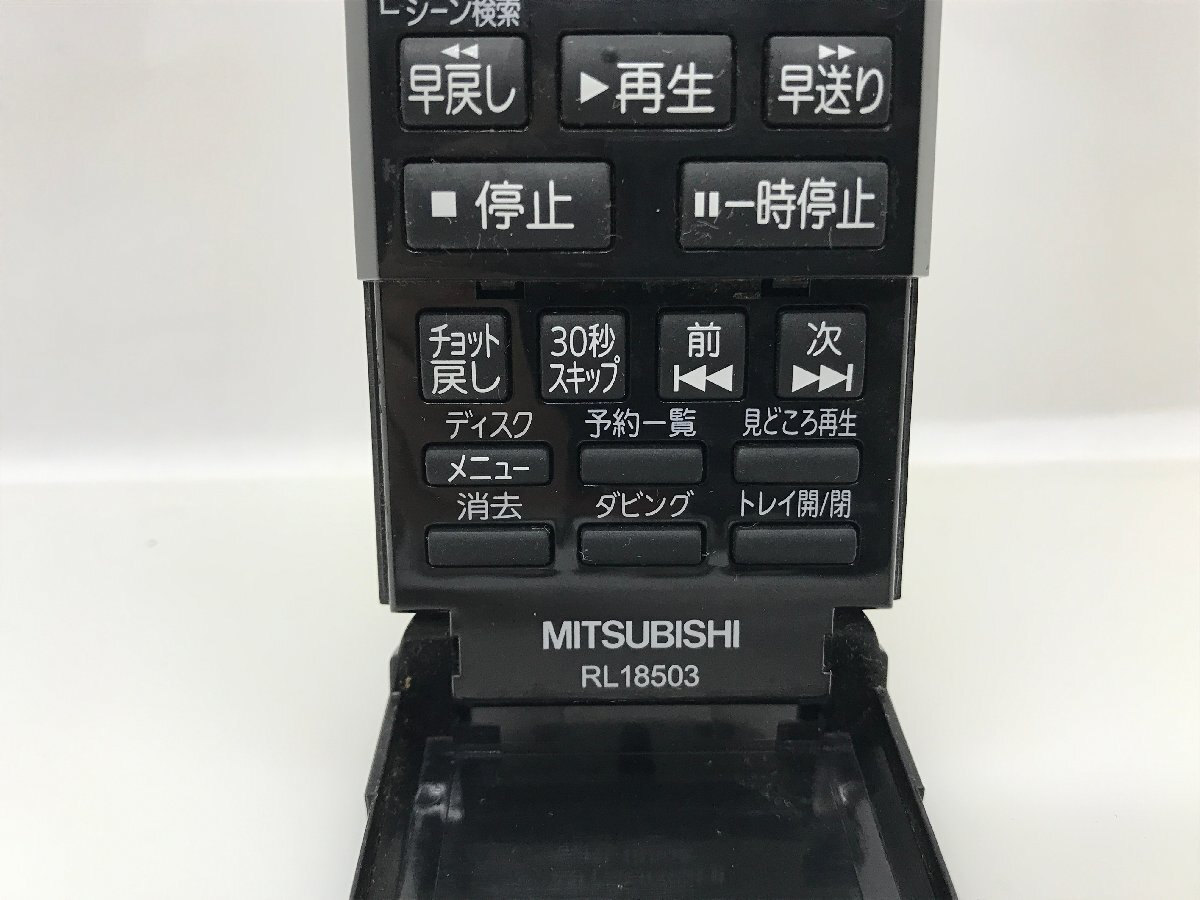 シーン検索
◀◀ ▶▶
早戻し ▶再生 早送り
■ 停止 ▮▮一時停止
チョット 30秒 前 次
戻し スキップ |◀◀ ▶▶|
ディスク 予約一覧 見どころ再生
メニュー
消去 ダビング トレイ開/閉
MITSUBISHI
RL18503